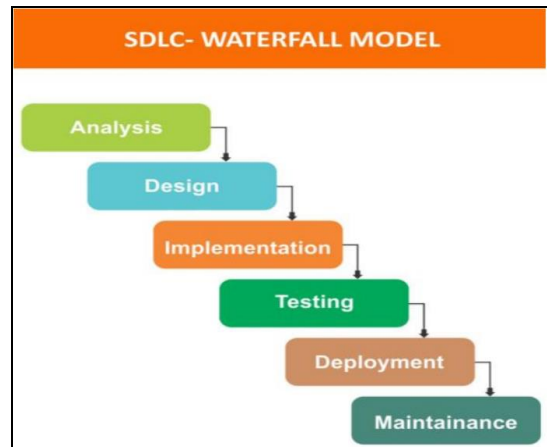 SDLC- WATERFALL MODEL
Analysis
Design
Implementation
Testing
Deployment
Maintainance